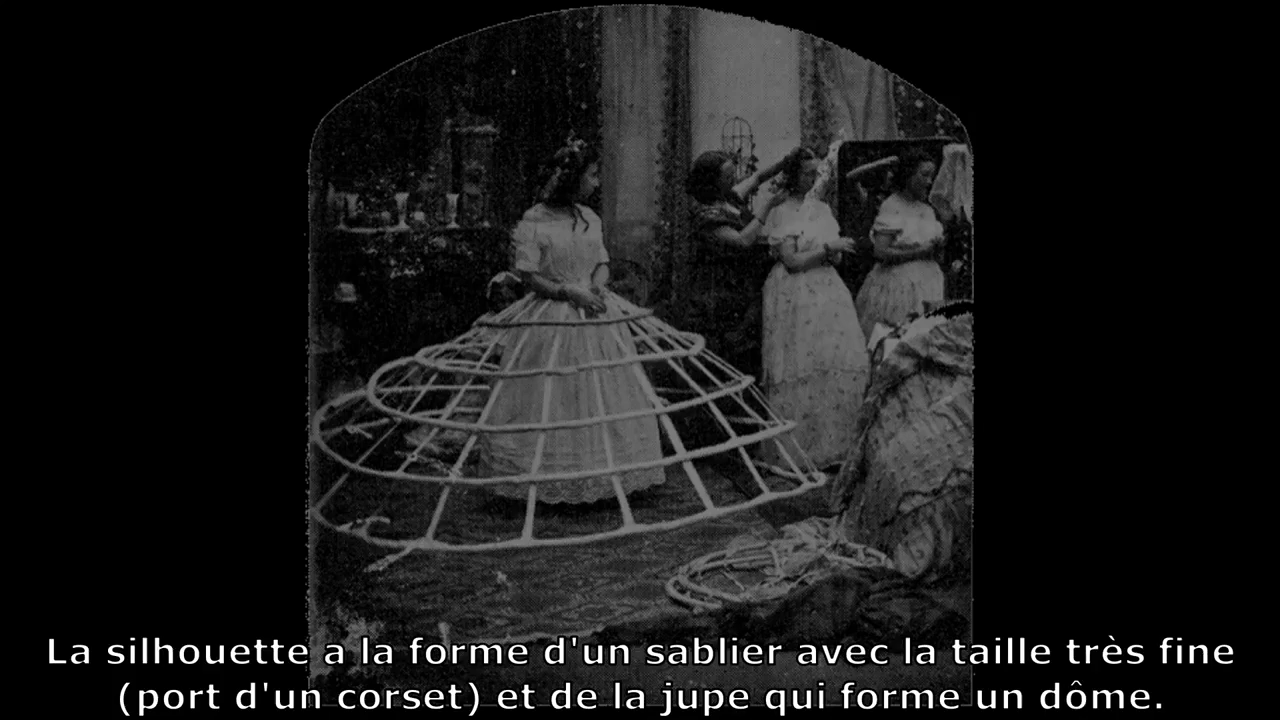 La silhouette a la forme d'un sablier avec la taille très fine
(port d'un corset) et de la jupe qui forme un dôme.